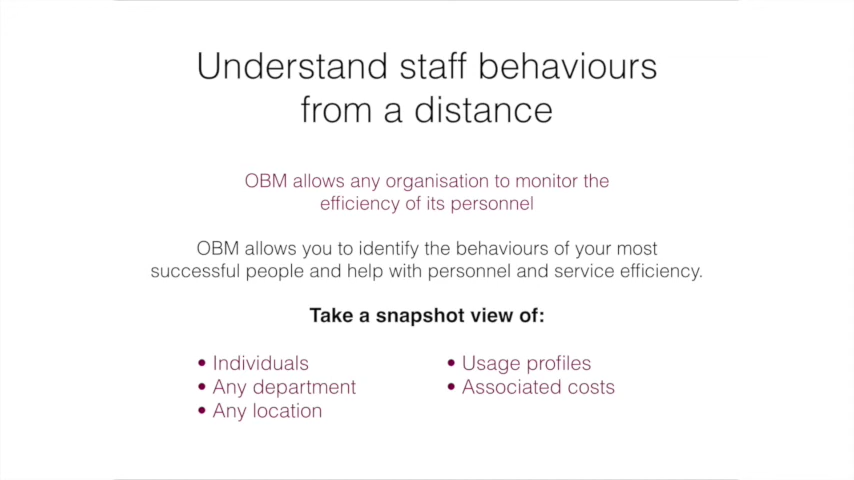 Understand staff behaviours
from a distance
OBM allows any organisation to monitor the
efficiency of its personnel
OBM allows you to identify the behaviours of your most
successful people and help with personnel and service efficiency.
Take a snapshot view of:
• Individuals
• Any department
• Any location
• Usage profiles
• Associated costs